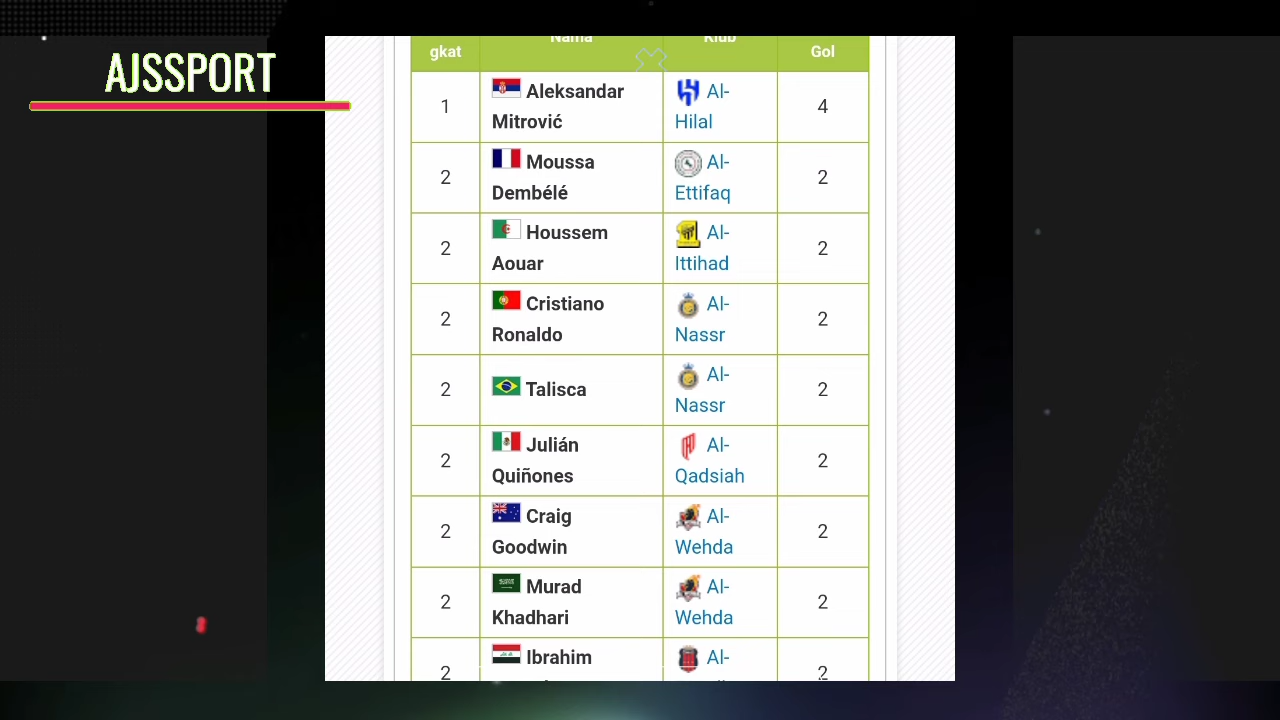 AJSSPORT
gkat Nama Klub Gol
1 Aleksandar Mitrović Al-Hilal 4
2 Moussa Dembélé Al-Ettifaq 2
2 Houssem Aouar Al-Ittihad 2
2 Cristiano Ronaldo Al-Nassr 2
2 Talisca Al-Nassr 2
2 Julián Quiñones Al-Qadsiah 2
2 Craig Goodwin Al-Wehda 2
2 Murad Khadhari Al-Wehda 2
2 Ibrahim Al- 2